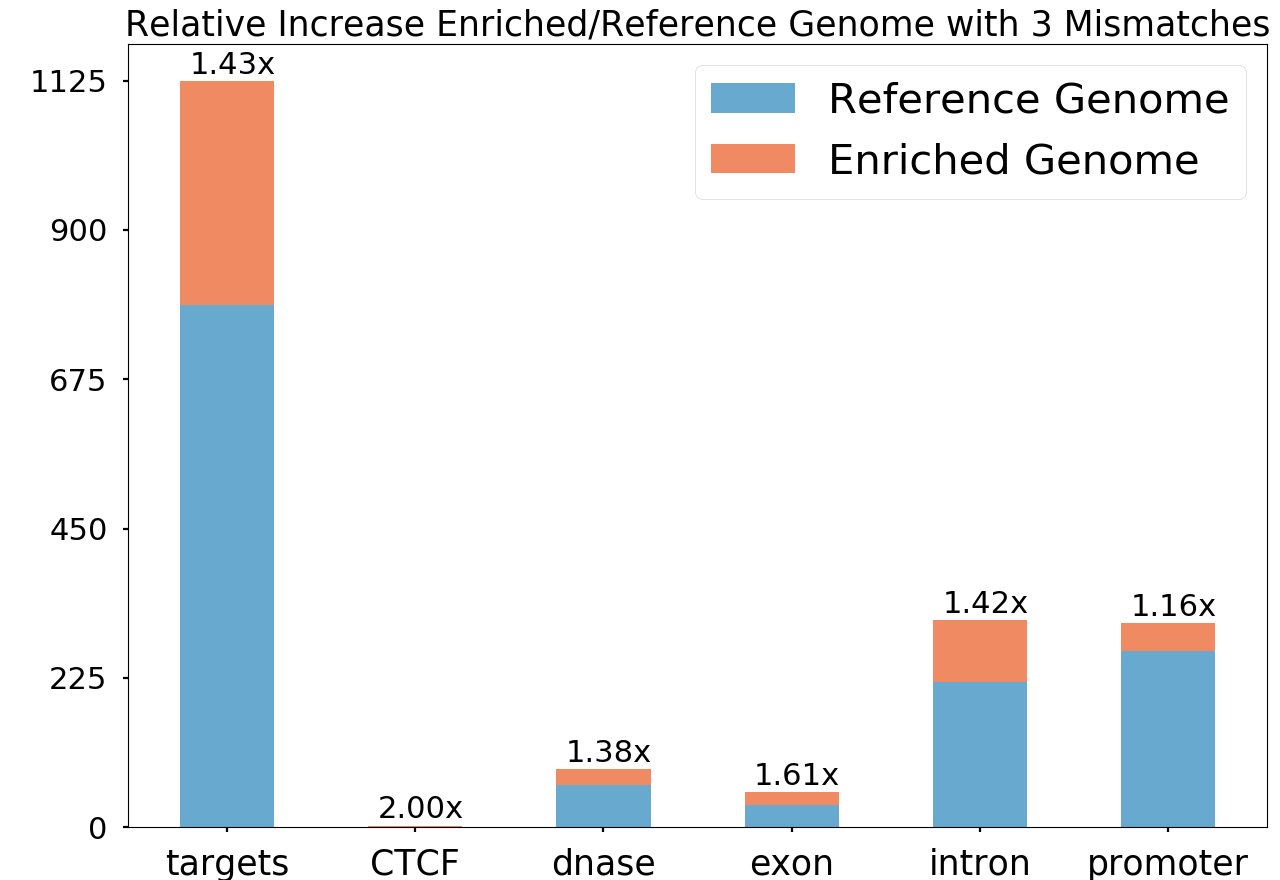 Relative Increase Enriched/Reference Genome with 3 Mismatches
1.43x
1125
Reference Genome
Enriched Genome
900
675
450
1.42x
1.16x
225
1.38x
1.61x
2.00x
0
targets CTCF dnase exon intron promoter